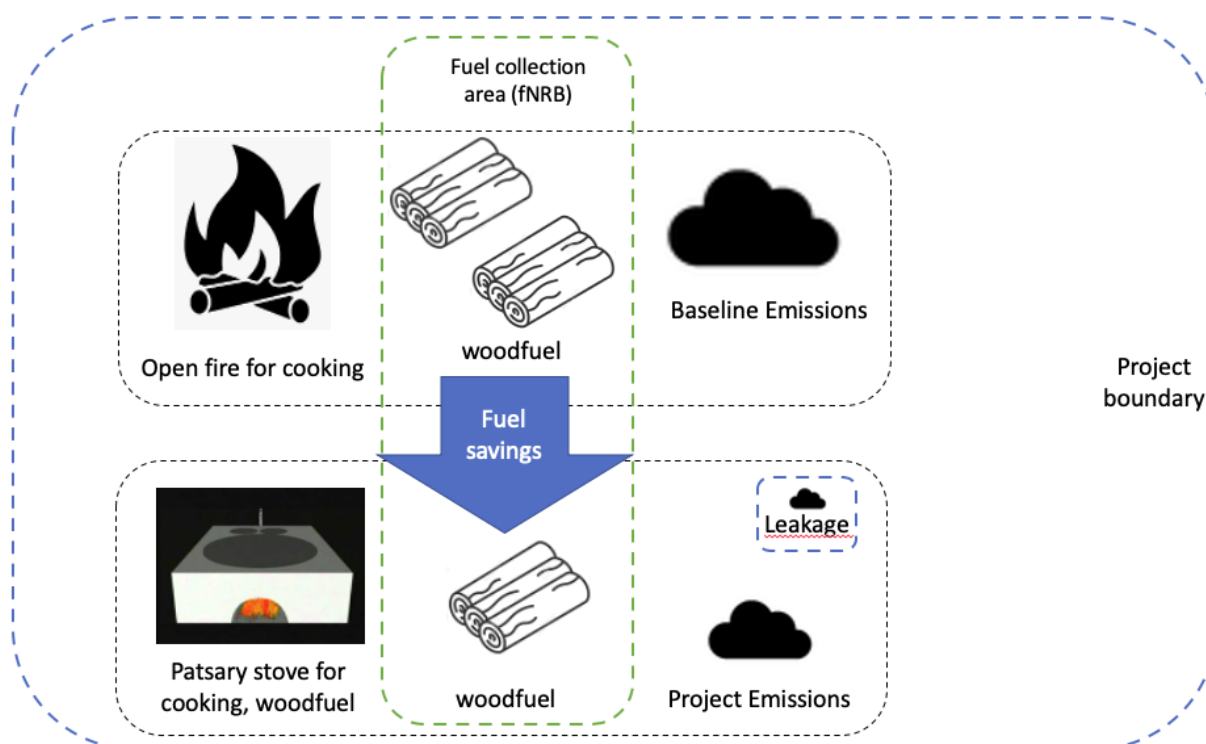 Fuel collection
area (fNRB)
Open fire for cooking
woodfuel
Baseline Emissions
Project
boundary
Fuel
savings
Leakage
Patsary stove for
cooking, woodfuel
woodfuel
Project Emissions